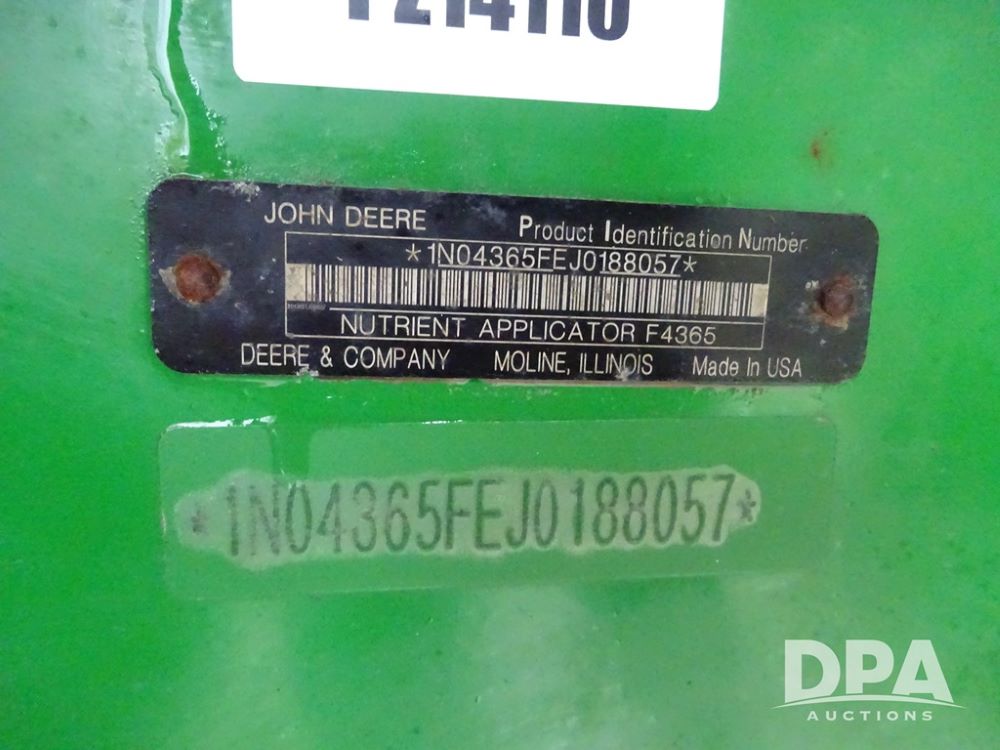 JOHN DEERE Product Identification Number
*1N04365FEJ0188057*
NUTRIENT APPLICATOR F4365
DEERE & COMPANY MOLINE, ILLINOIS Made In USA
*1N04365FEJ0188057*
DPA
AUCTIONS